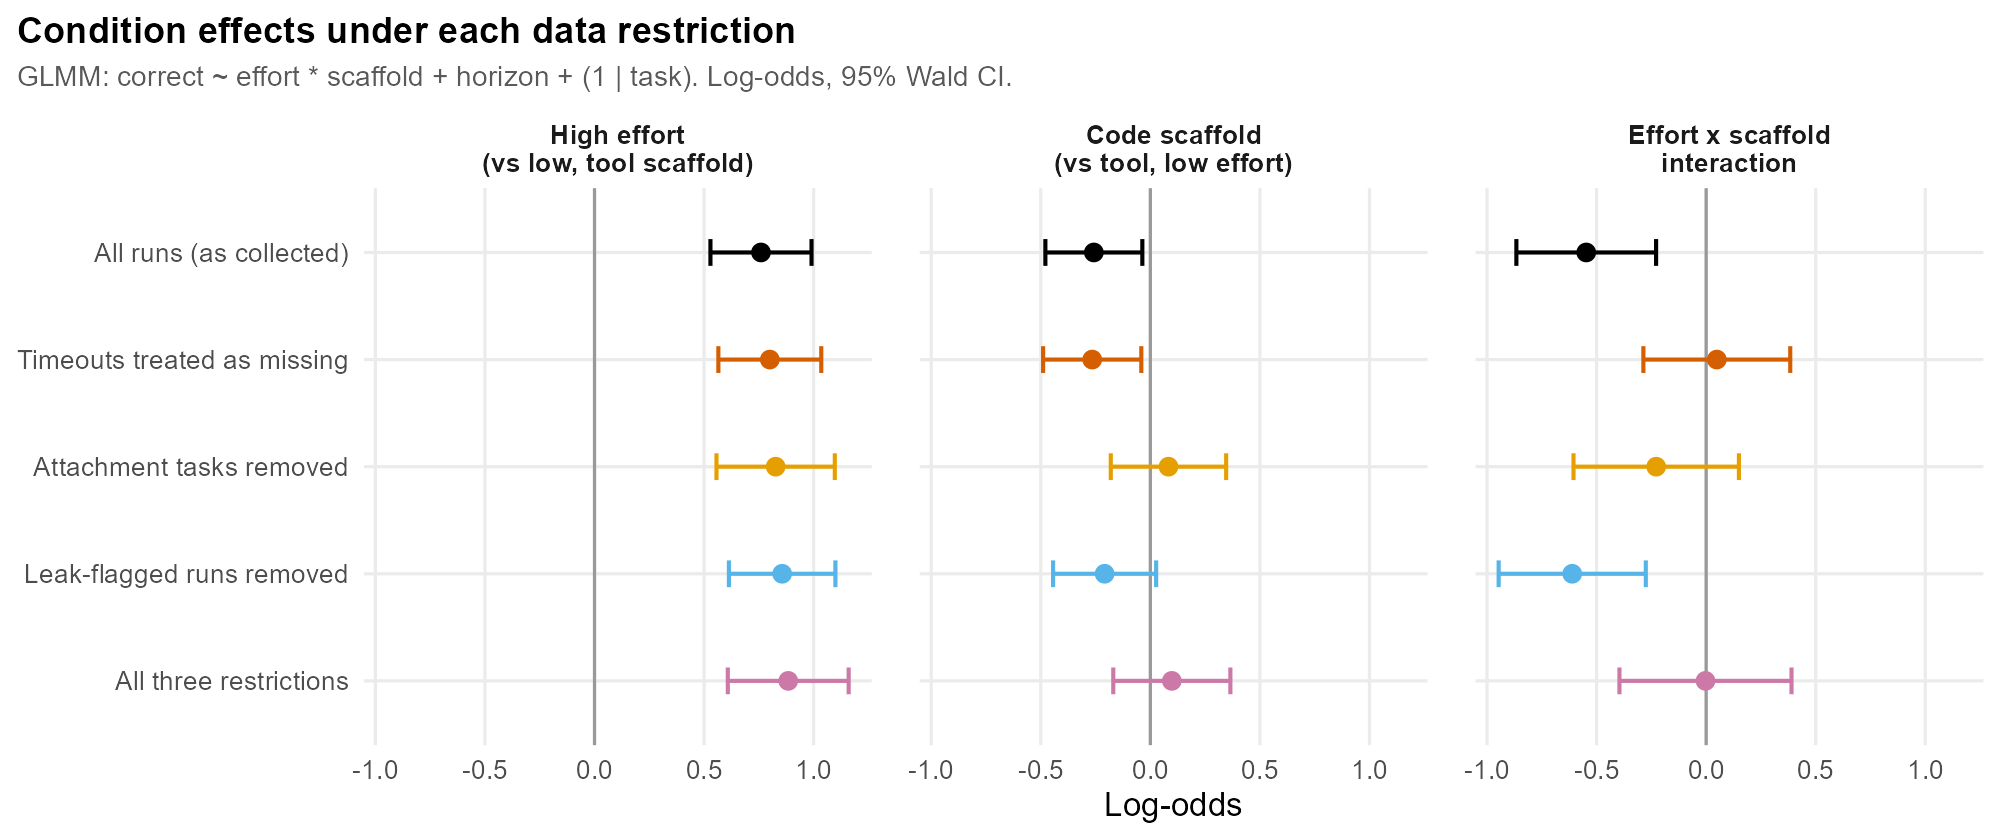 Condition effects under each data restriction
GLMM: correct ~ effort * scaffold + horizon + (1 | task). Log-odds, 95% Wald CI.
High effort
(vs low, tool scaffold)
Code scaffold
(vs tool, low effort)
Effort x scaffold
interaction
All runs (as collected)
Timeouts treated as missing
Attachment tasks removed
Leak-flagged runs removed
All three restrictions
-1.0 -0.5 0.0 0.5 1.0 -1.0 -0.5 0.0 0.5 1.0 -1.0 -0.5 0.0 0.5 1.0
Log-odds